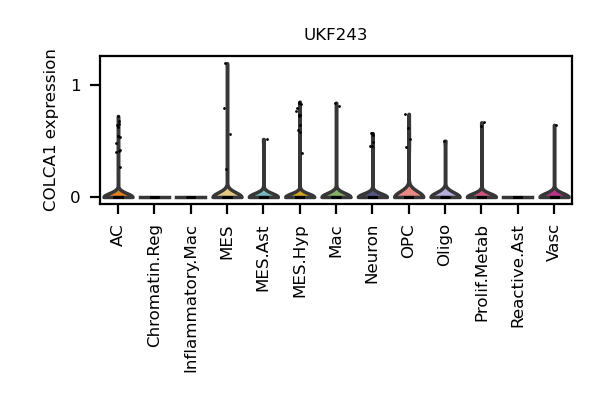 UKF243
COLCA1 expression
1
0
AC
Chromatin.Reg
Inflammatory.Mac
MES
MES.Ast
MES.Hyp
Mac
Neuron
OPC
Oligo
Prolif.Metab
Reactive.Ast
Vasc